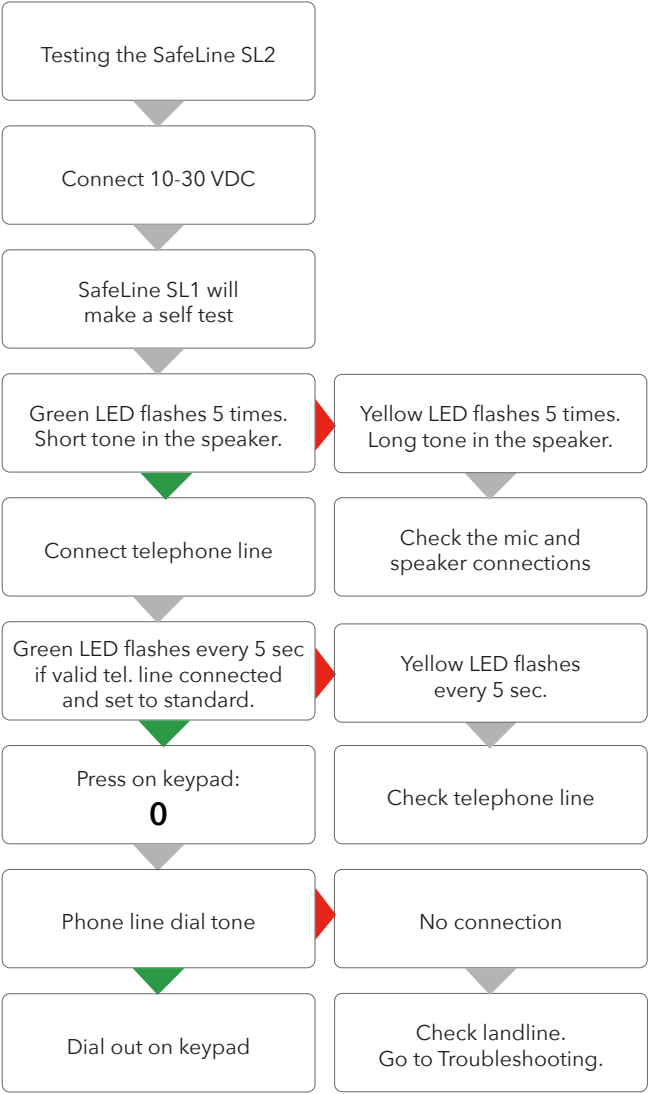 Testing the SafeLine SL2
Connect 10-30 VDC
SafeLine SL1 will
make a self test
Green LED flashes 5 times.
Short tone in the speaker.
Yellow LED flashes 5 times.
Long tone in the speaker.
Connect telephone line
Check the mic and
speaker connections
Green LED flashes every 5 sec
if valid tel. line connected
and set to standard.
Yellow LED flashes
every 5 sec.
Press on keypad:
0
Check telephone line
Phone line dial tone
No connection
Dial out on keypad
Check landline.
Go to Troubleshooting.